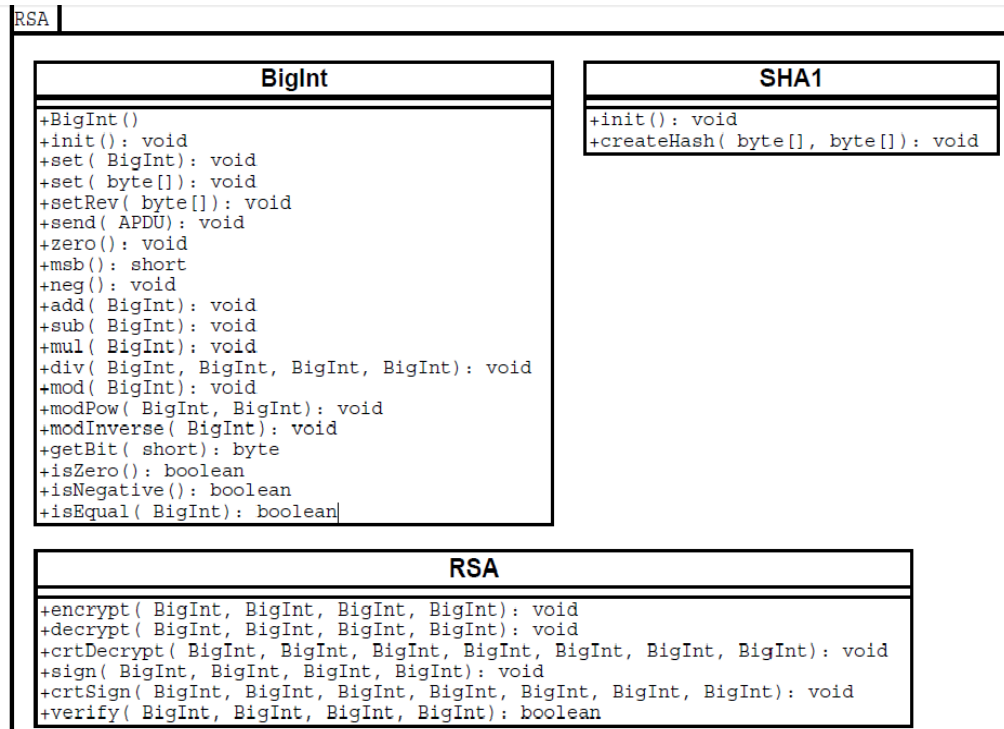 RSA
BigInt
+BigInt()
+init(): void
+set( BigInt): void
+set( byte[]): void
+setRev( byte[]): void
+send( APDU): void
+zero(): void
+msb(): short
+neg(): void
+add( BigInt): void
+sub( BigInt): void
+mul( BigInt): void
+div( BigInt, BigInt, BigInt, BigInt): void
+mod( BigInt): void
+modPow( BigInt, BigInt): void
+modInverse( BigInt): void
+getBit( short): byte
+isZero(): boolean
+isNegative(): boolean
+isEqual( BigInt): boolean
SHA1
+init(): void
+createHash( byte[], byte[]): void
RSA
+encrypt( BigInt, BigInt, BigInt, BigInt): void
+decrypt( BigInt, BigInt, BigInt, BigInt): void
+crtDecrypt( BigInt, BigInt, BigInt, BigInt, BigInt, BigInt, BigInt): void
+sign( BigInt, BigInt, BigInt, BigInt): void
+crtSign( BigInt, BigInt, BigInt, BigInt, BigInt, BigInt, BigInt): void
+verify( BigInt, BigInt, BigInt, BigInt): boolean